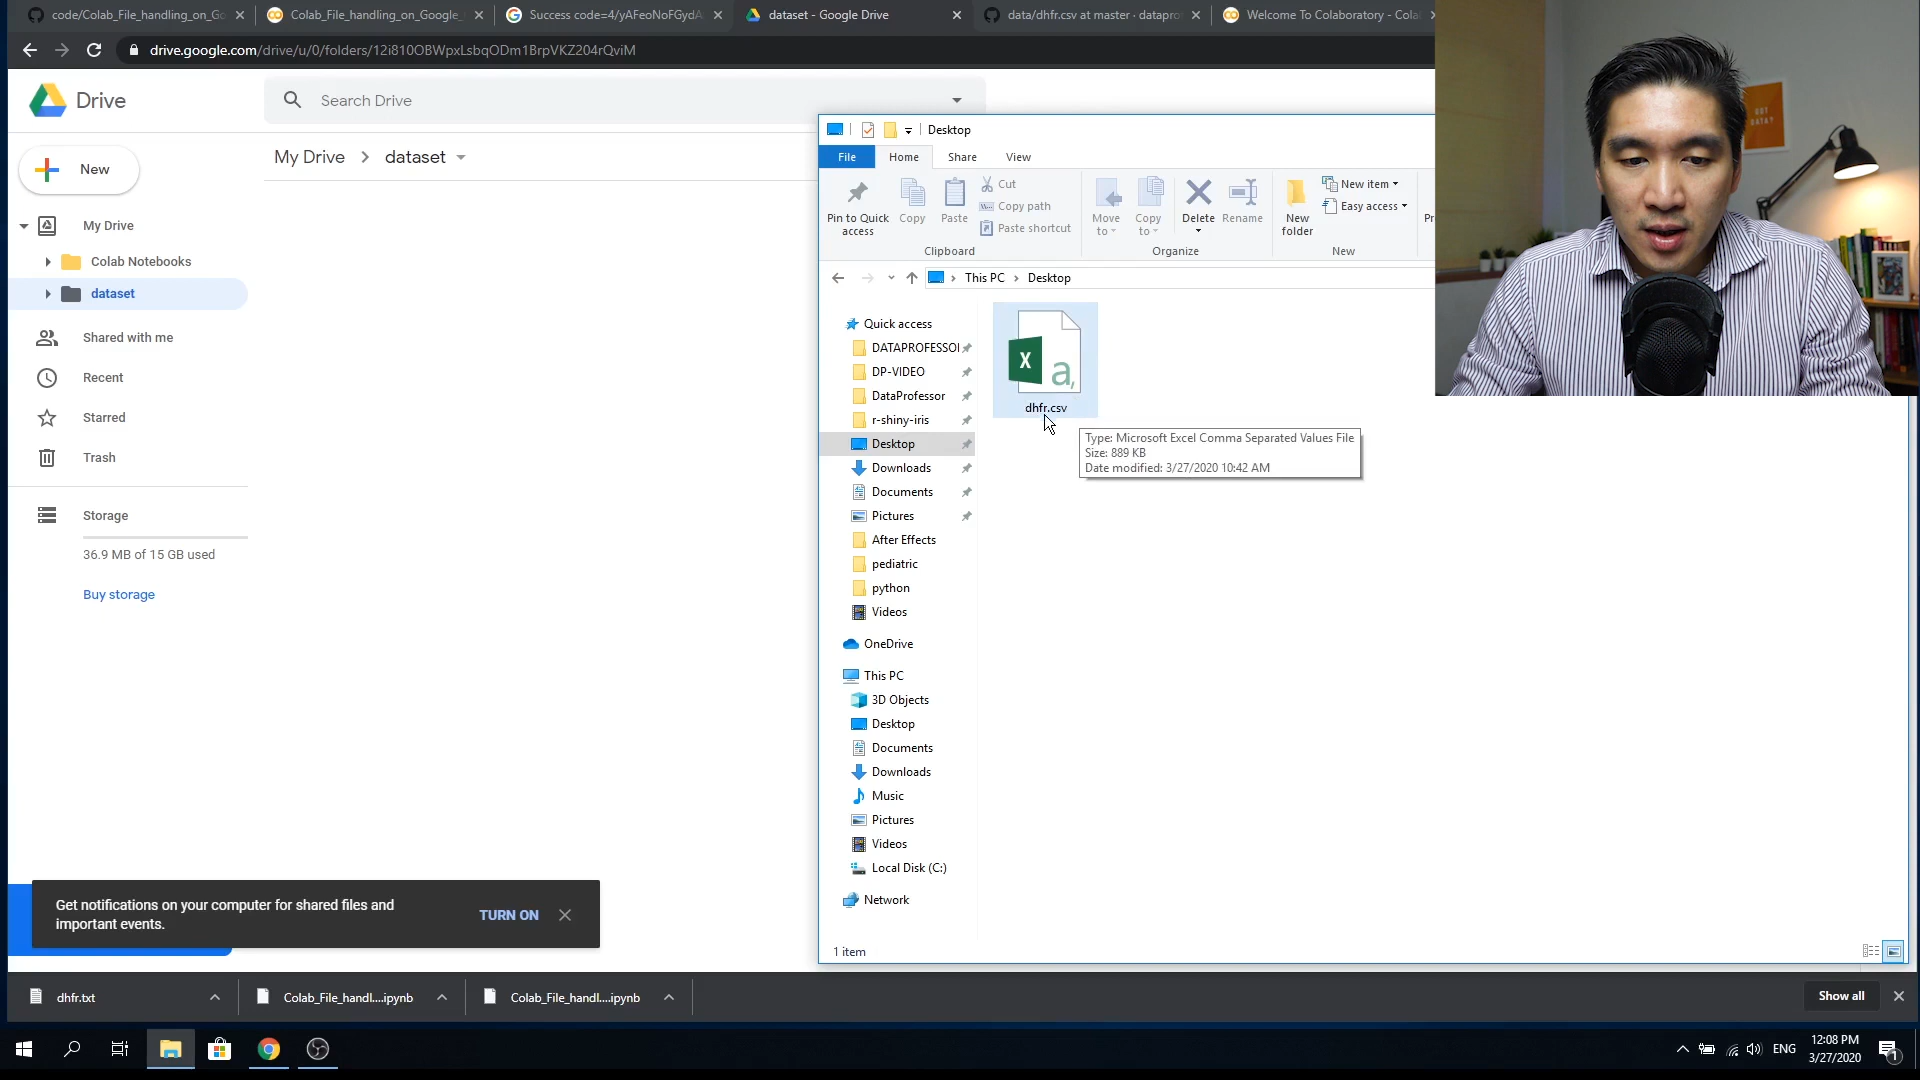 code/Colab_File_handling_on_Go
Colab_File_handling_on_Google_
Success code=4/yAFeoNoFGydA
dataset - Google Drive
data/dhfr.csv at master · datapro
Welcome To Colaboratory - Cola
drive.google.com/drive/u/0/folders/12i810OBWpxLsbqODm1BrpVKZ204rQviM
Drive
Search Drive
New
My Drive > dataset
My Drive
Colab Notebooks
dataset
Shared with me
Recent
Starred
Trash
Storage
36.9 MB of 15 GB used
Buy storage
Get notifications on your computer for shared files and
important events.
TURN ON
Desktop
File Home Share View
Pin to Quick
access
Copy
Paste
Cut
Copy path
Paste shortcut
Clipboard
Move
to
Copy
to
Delete
Rename
Organize
New
folder
New item
Easy access
New
This PC > Desktop
Quick access
DATAPROFESSOI
DP-VIDEO
DataProfessor
r-shiny-iris
Desktop
Downloads
Documents
Pictures
After Effects
pediatric
python
Videos
OneDrive
This PC
3D Objects
Desktop
Documents
Downloads
Music
Pictures
Videos
Local Disk (C:)
Network
dhfr.csv
Type: Microsoft Excel Comma Separated Values File
Size: 889 KB
Date modified: 3/27/2020 10:42 AM
1 item
GOT
DATA?
dhfr.txt
Colab_File_handl....ipynb
Colab_File_handl....ipynb
Show all
ENG
12:08 PM
3/27/2020
1